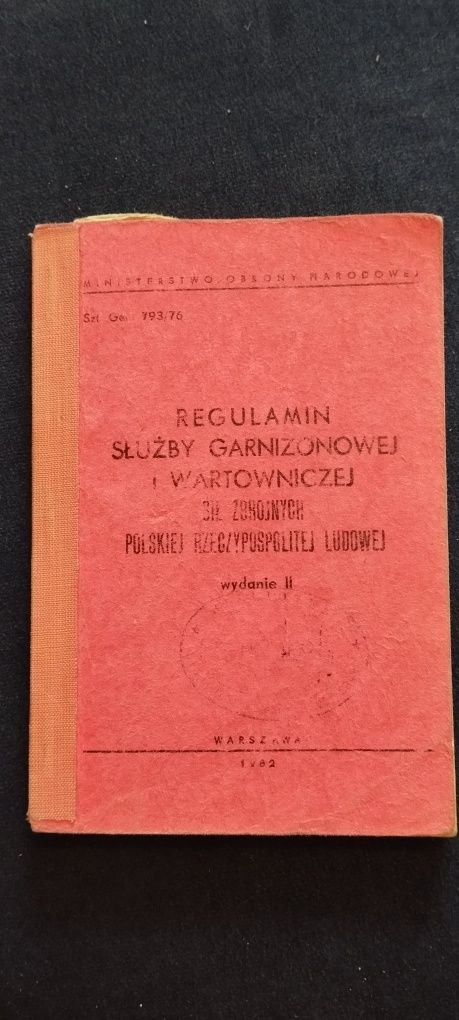 MINISTERSTWO OBRONY NARODOWEJ
Szt. Gen. 793/76
REGULAMIN
SŁUŻBY GARNIZONOWEJ
I WARTOWNICZEJ
SIŁ ZBROJNYCH
POLSKIEJ RZECZYPOSPOLITEJ LUDOWEJ
wydanie II
WARSZAWA
1982